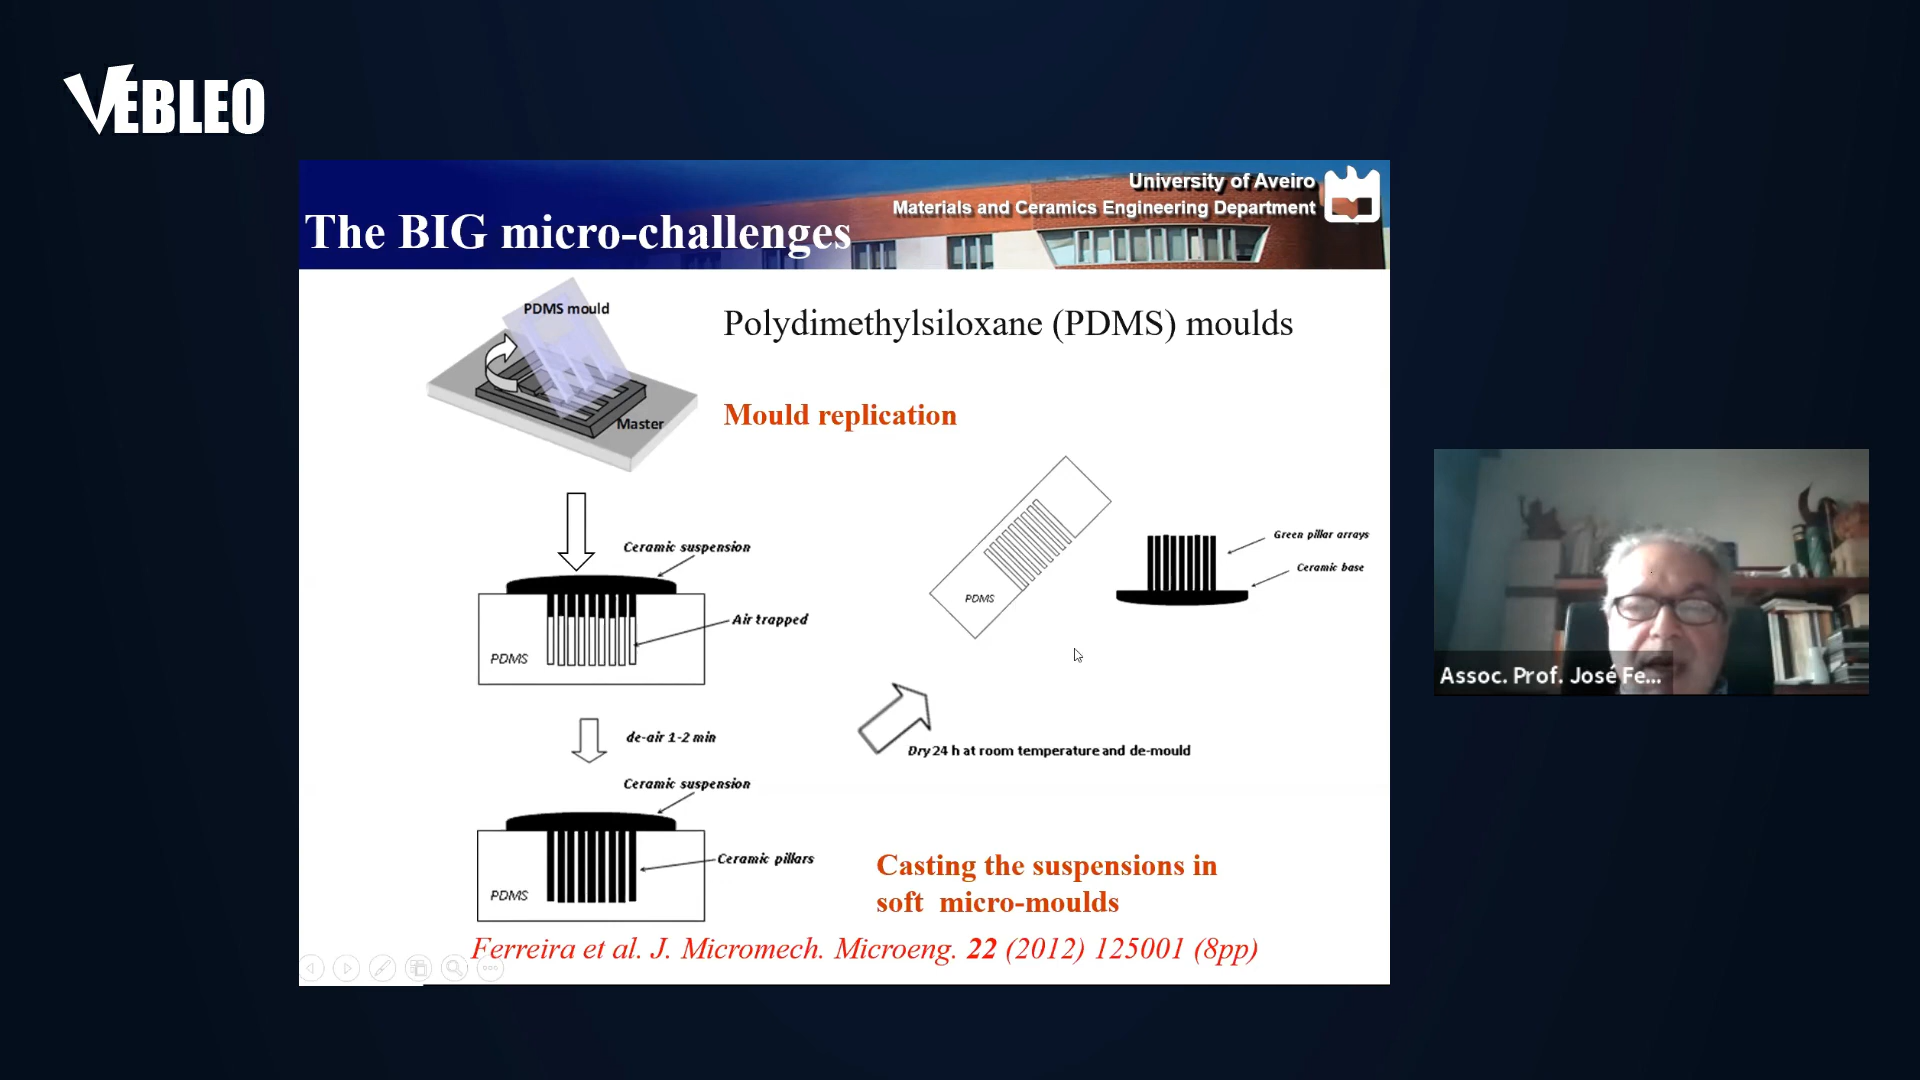 VEBLEO
University of Aveiro
Materials and Ceramics Engineering Department
The BIG micro-challenges
PDMS mould
Master
Polydimethylsiloxane (PDMS) moulds
Mould replication
Ceramic suspension
Air trapped
PDMS
PDMS
Green pillar arrays
Ceramic base
de-air 1-2 min
Dry 24 h at room temperature and de-mould
Ceramic suspension
Ceramic pillars
PDMS
Casting the suspensions in
soft micro-moulds
Ferreira et al. J. Micromech. Microeng. 22 (2012) 125001 (8pp)
Assoc. Prof. José Fe...